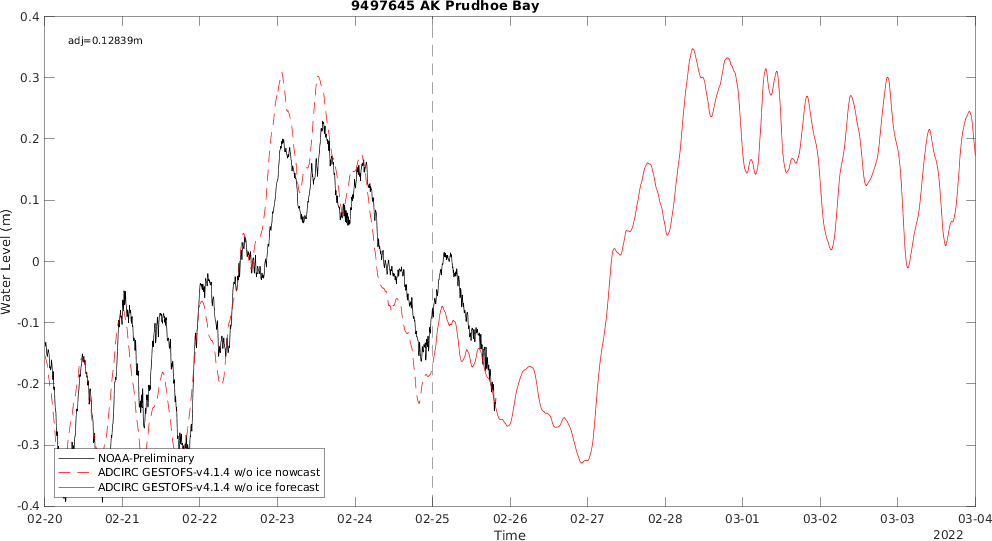 9497645 AK Prudhoe Bay
adj=0.12839m
0.4
0.3
0.2
0.1
0
-0.1
-0.2
-0.3
-0.4
Water Level (m)
NOAA-Preliminary
ADCIRC GESTOFS-v4.1.4 w/o ice nowcast
ADCIRC GESTOFS-v4.1.4 w/o ice forecast
02-20 02-21 02-22 02-23 02-24 02-25 02-26 02-27 02-28 03-01 03-02 03-03 03-04
Time
2022